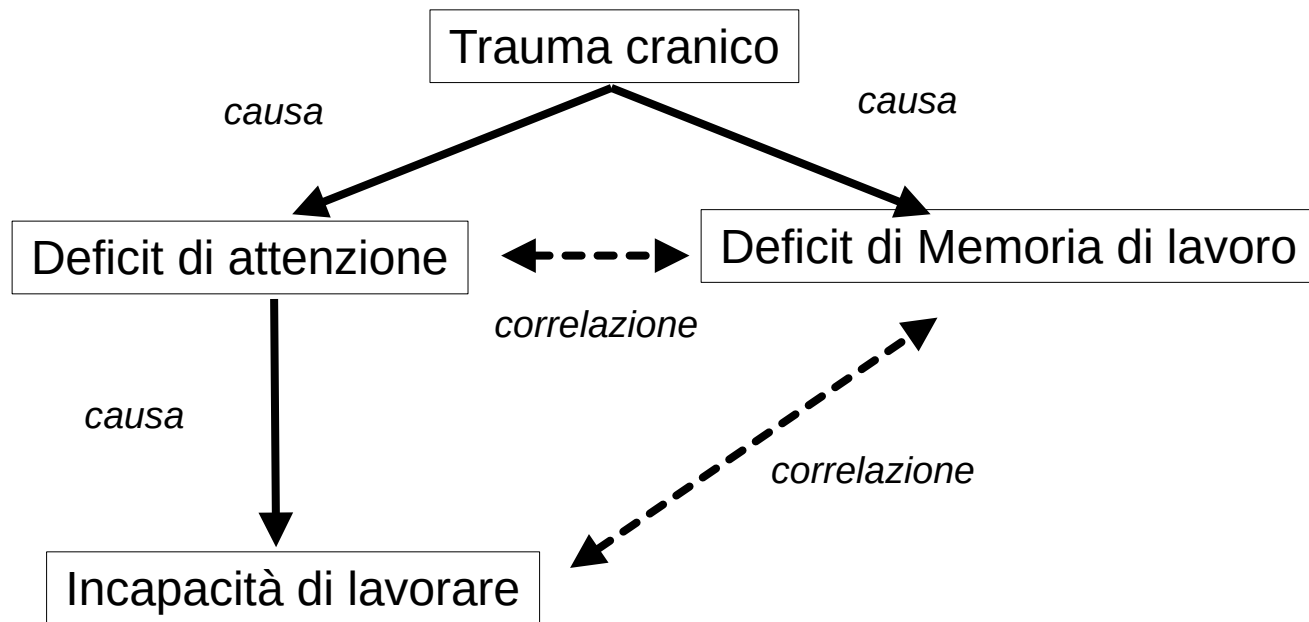 Trauma cranico
causa
causa
Deficit di attenzione
Deficit di Memoria di lavoro
correlazione
causa
correlazione
Incapacità di lavorare